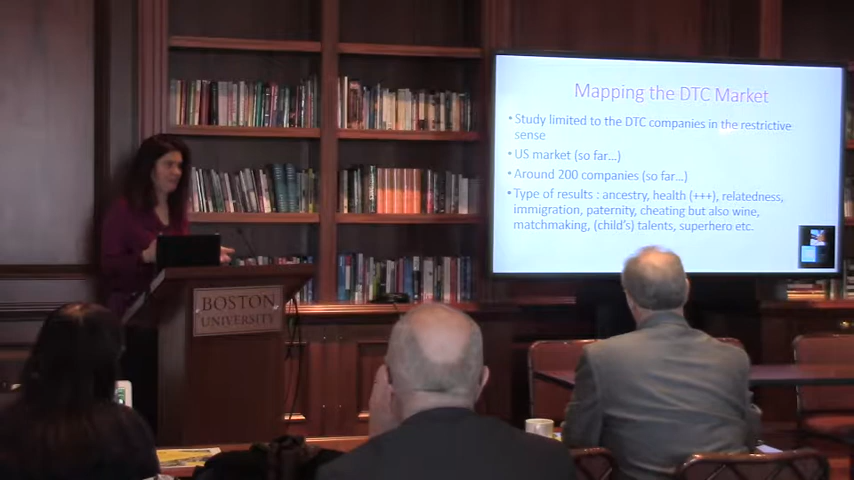 Mapping the DTC Market
• Study limited to the DTC companies in the restrictive
sense
• US market (so far...)
• Around 200 companies (so far...)
• Type of results : ancestry, health (+++), relatedness,
immigration, paternity, cheating but also wine,
matchmaking, (child's) talents, superhero etc.
BOSTON
UNIVERSITY